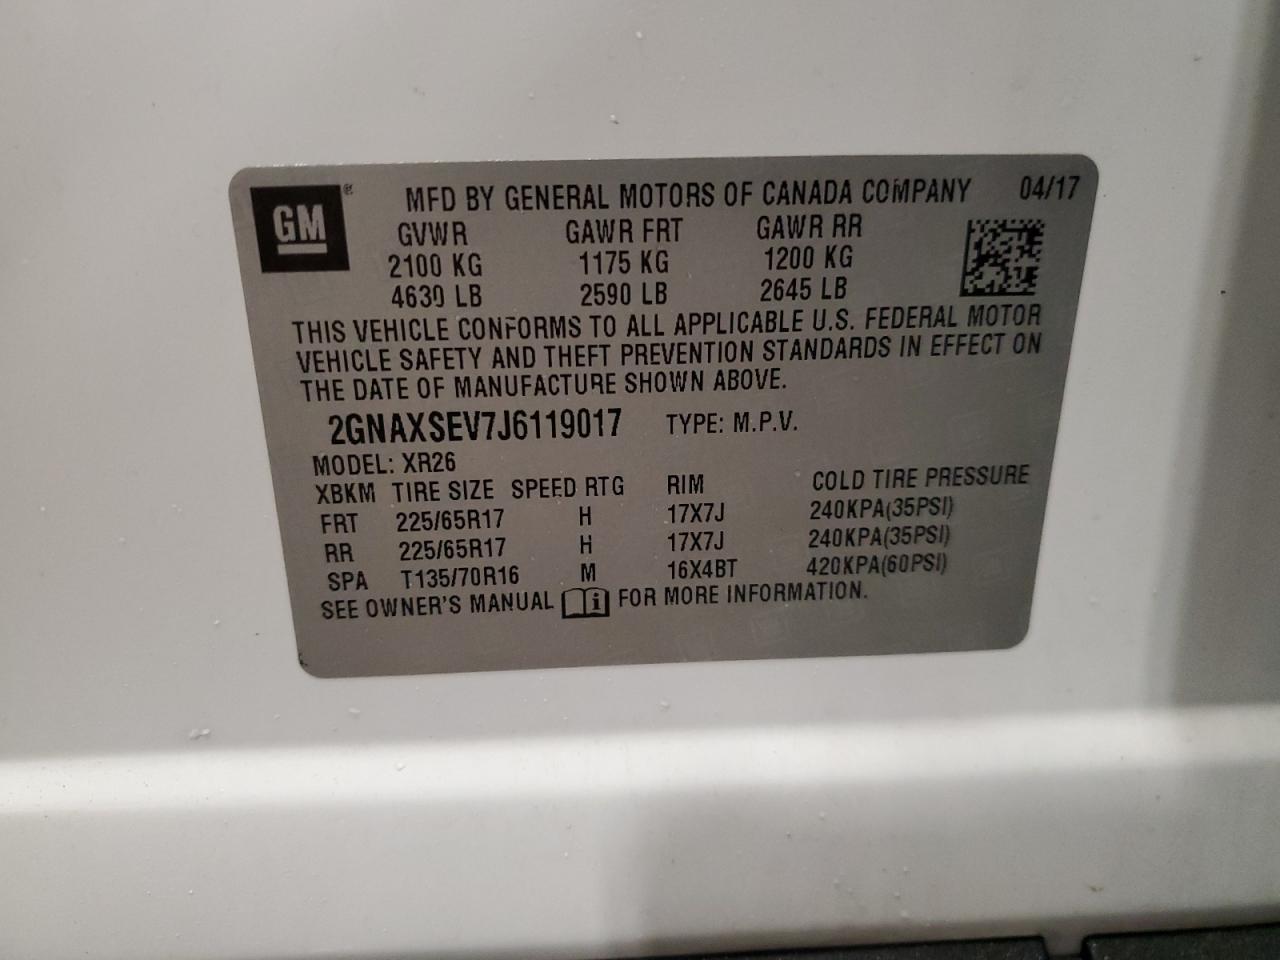 GM® MFD BY GENERAL MOTORS OF CANADA COMPANY 04/17
GVWR GAWR FRT GAWR RR
2100 KG 1175 KG 1200 KG
4630 LB 2590 LB 2645 LB
THIS VEHICLE CONFORMS TO ALL APPLICABLE U.S. FEDERAL MOTOR
VEHICLE SAFETY AND THEFT PREVENTION STANDARDS IN EFFECT ON
THE DATE OF MANUFACTURE SHOWN ABOVE.
2GNAXSEV7J6119017 TYPE: M.P.V.
MODEL: XR26
XBKM TIRE SIZE SPEED RTG RIM COLD TIRE PRESSURE
FRT 225/65R17 H 17X7J 240KPA(35PSI)
RR 225/65R17 H 17X7J 240KPA(35PSI)
SPA T135/70R16 M 16X4BT 420KPA(60PSI)
SEE OWNER'S MANUAL i FOR MORE INFORMATION.